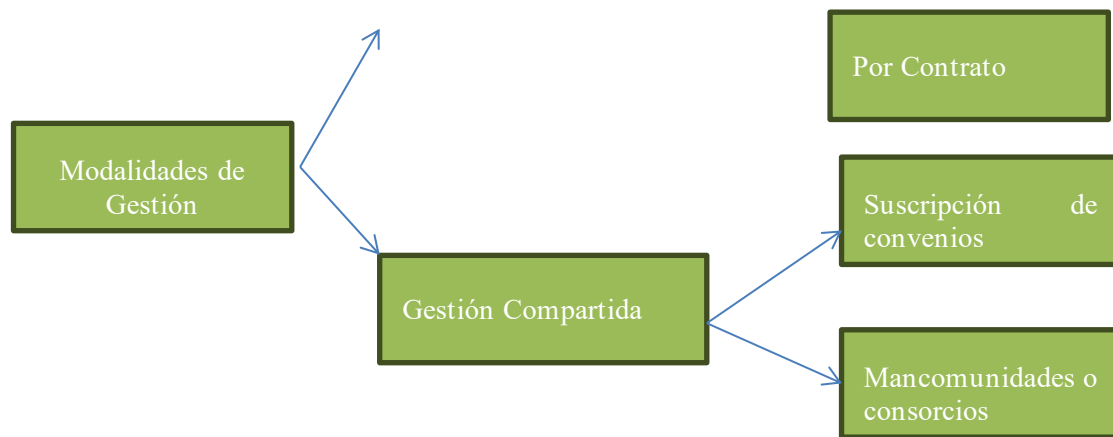 Por Contrato
Modalidades de
Gestión
Suscripción de
convenios
Gestión Compartida
Mancomunidades o
consorcios